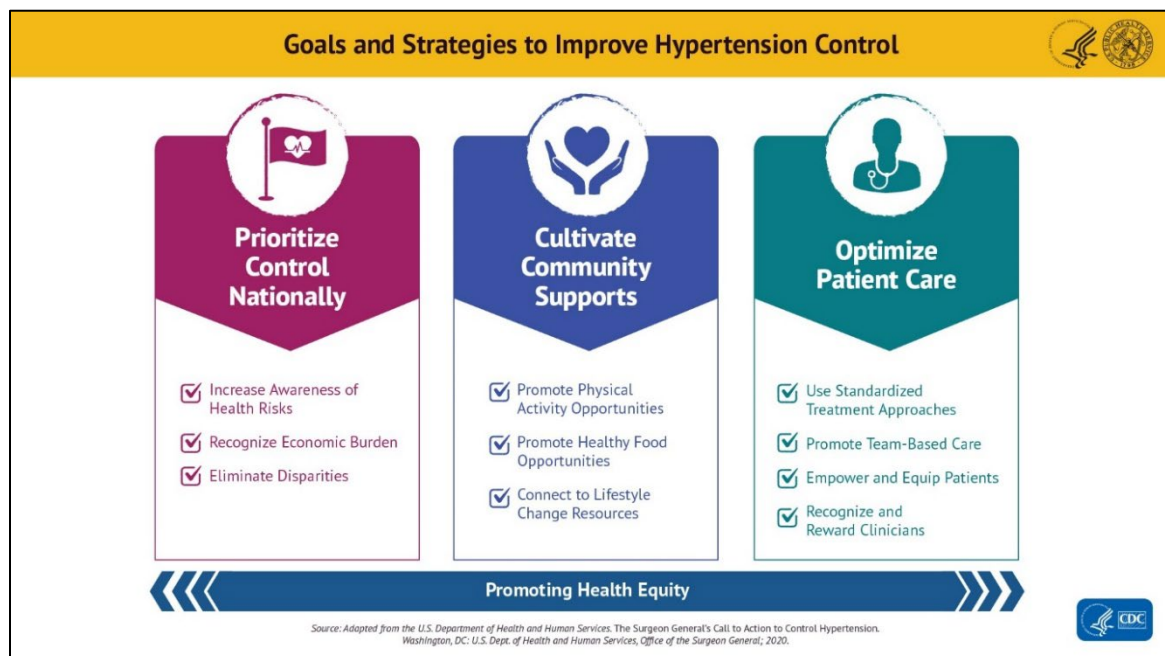 Goals and Strategies to Improve Hypertension Control
Prioritize
Control
Nationally
Increase Awareness of
Health Risks
Recognize Economic Burden
Eliminate Disparities
Cultivate
Community
Supports
Promote Physical
Activity Opportunities
Promote Healthy Food
Opportunities
Connect to Lifestyle
Change Resources
Optimize
Patient Care
Use Standardized
Treatment Approaches
Promote Team-Based Care
Empower and Equip Patients
Recognize and
Reward Clinicians
Promoting Health Equity
Source: Adapted from the U.S. Department of Health and Human Services. The Surgeon General's Call to Action to Control Hypertension.
Washington, DC: U.S. Dept. of Health and Human Services, Office of the Surgeon General; 2020.
CDC